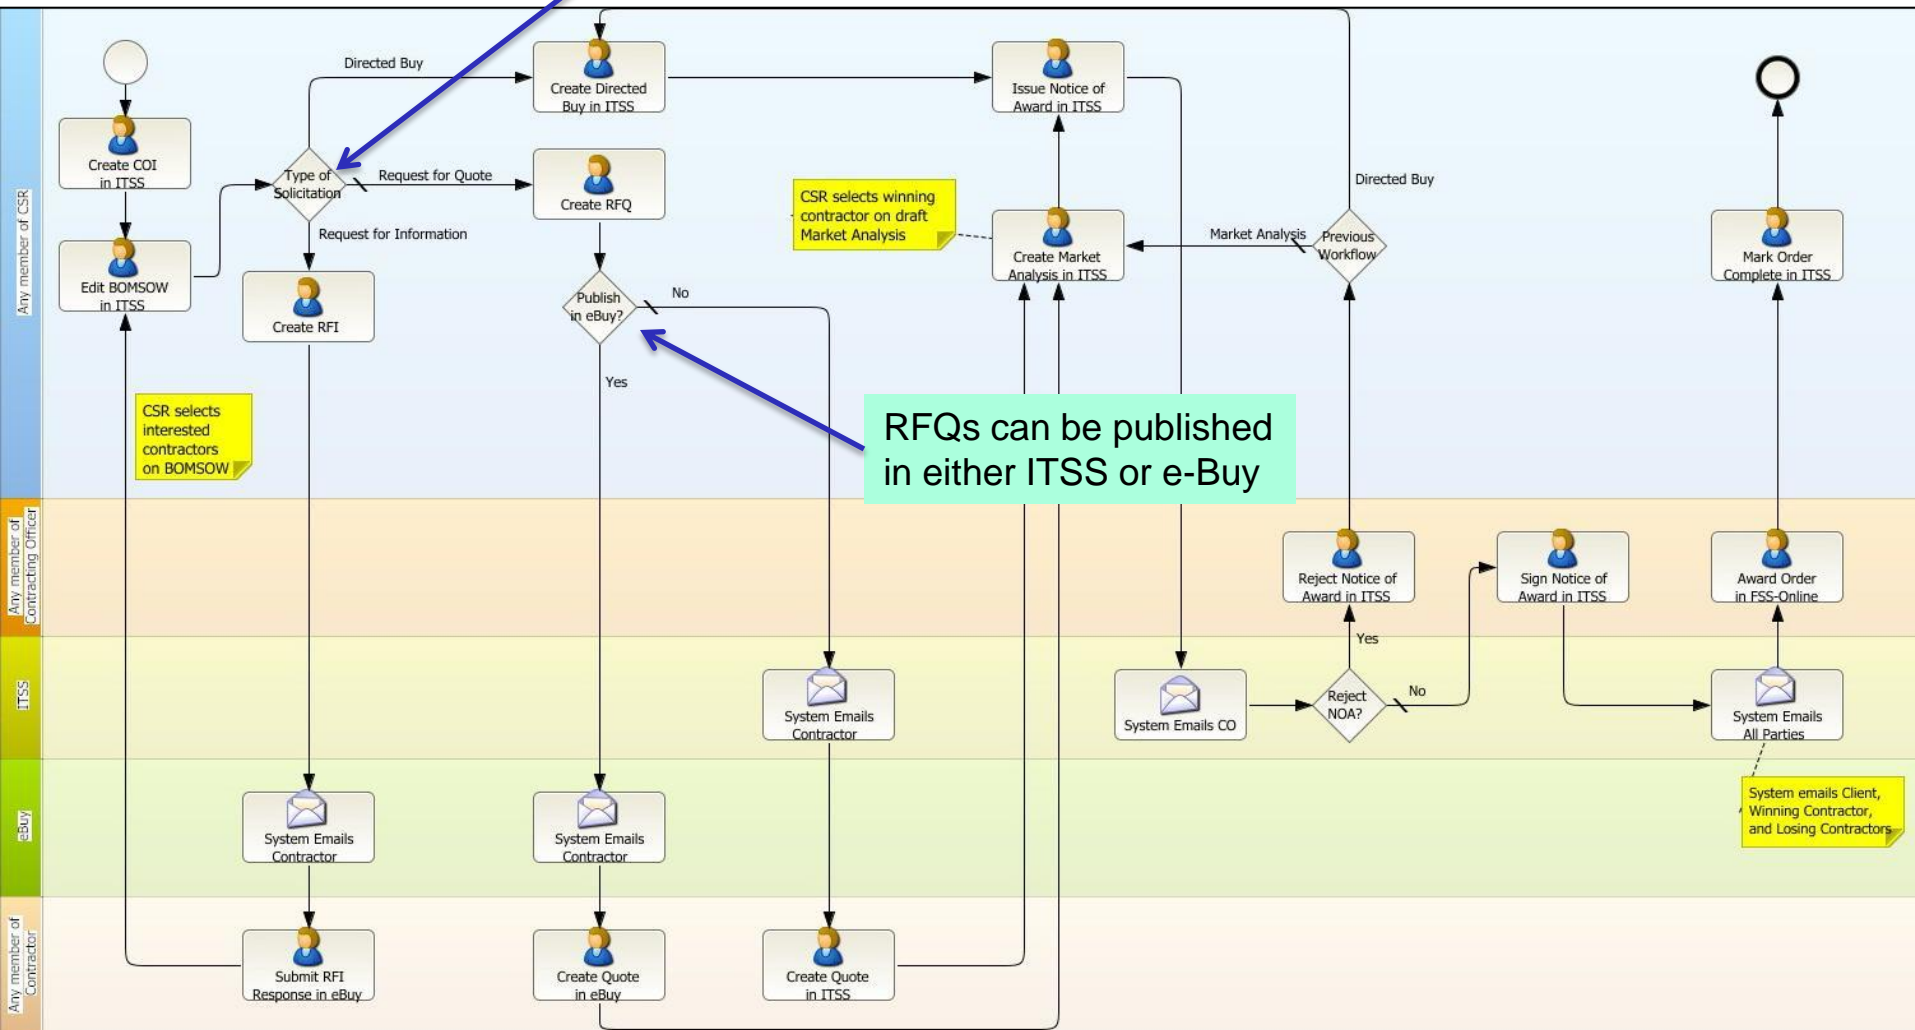 Any member of CSR
Create COI
in ITSS
Edit BOMSOW
in ITSS
CSR selects
interested
contractors
on BOMSOW
Type of
Solicitation
Directed Buy
Request for Quote
Request for Information
Create RFI
Create Directed
Buy in ITSS
Create RFQ
Publish
in eBuy?
No
Yes
RFQs can be published
in either ITSS or e-Buy
CSR selects winning
contractor on draft
Market Analysis
Issue Notice of
Award in ITSS
Create Market
Analysis in ITSS
Market Analysis
Previous
Workflow
Directed Buy
Mark Order
Complete in ITSS
Any member of
Contracting Officer
Reject Notice of
Award in ITSS
Sign Notice of
Award in ITSS
Award Order
in FSS-Online
ITSS
System Emails
Contractor
System Emails CO
Reject
NOA?
Yes
No
System Emails
All Parties
eBuy
System Emails
Contractor
System Emails
Contractor
System emails Client,
Winning Contractor,
and Losing Contractors
Any member of
Contractor
Submit RFI
Response in eBuy
Create Quote
in eBuy
Create Quote
in ITSS